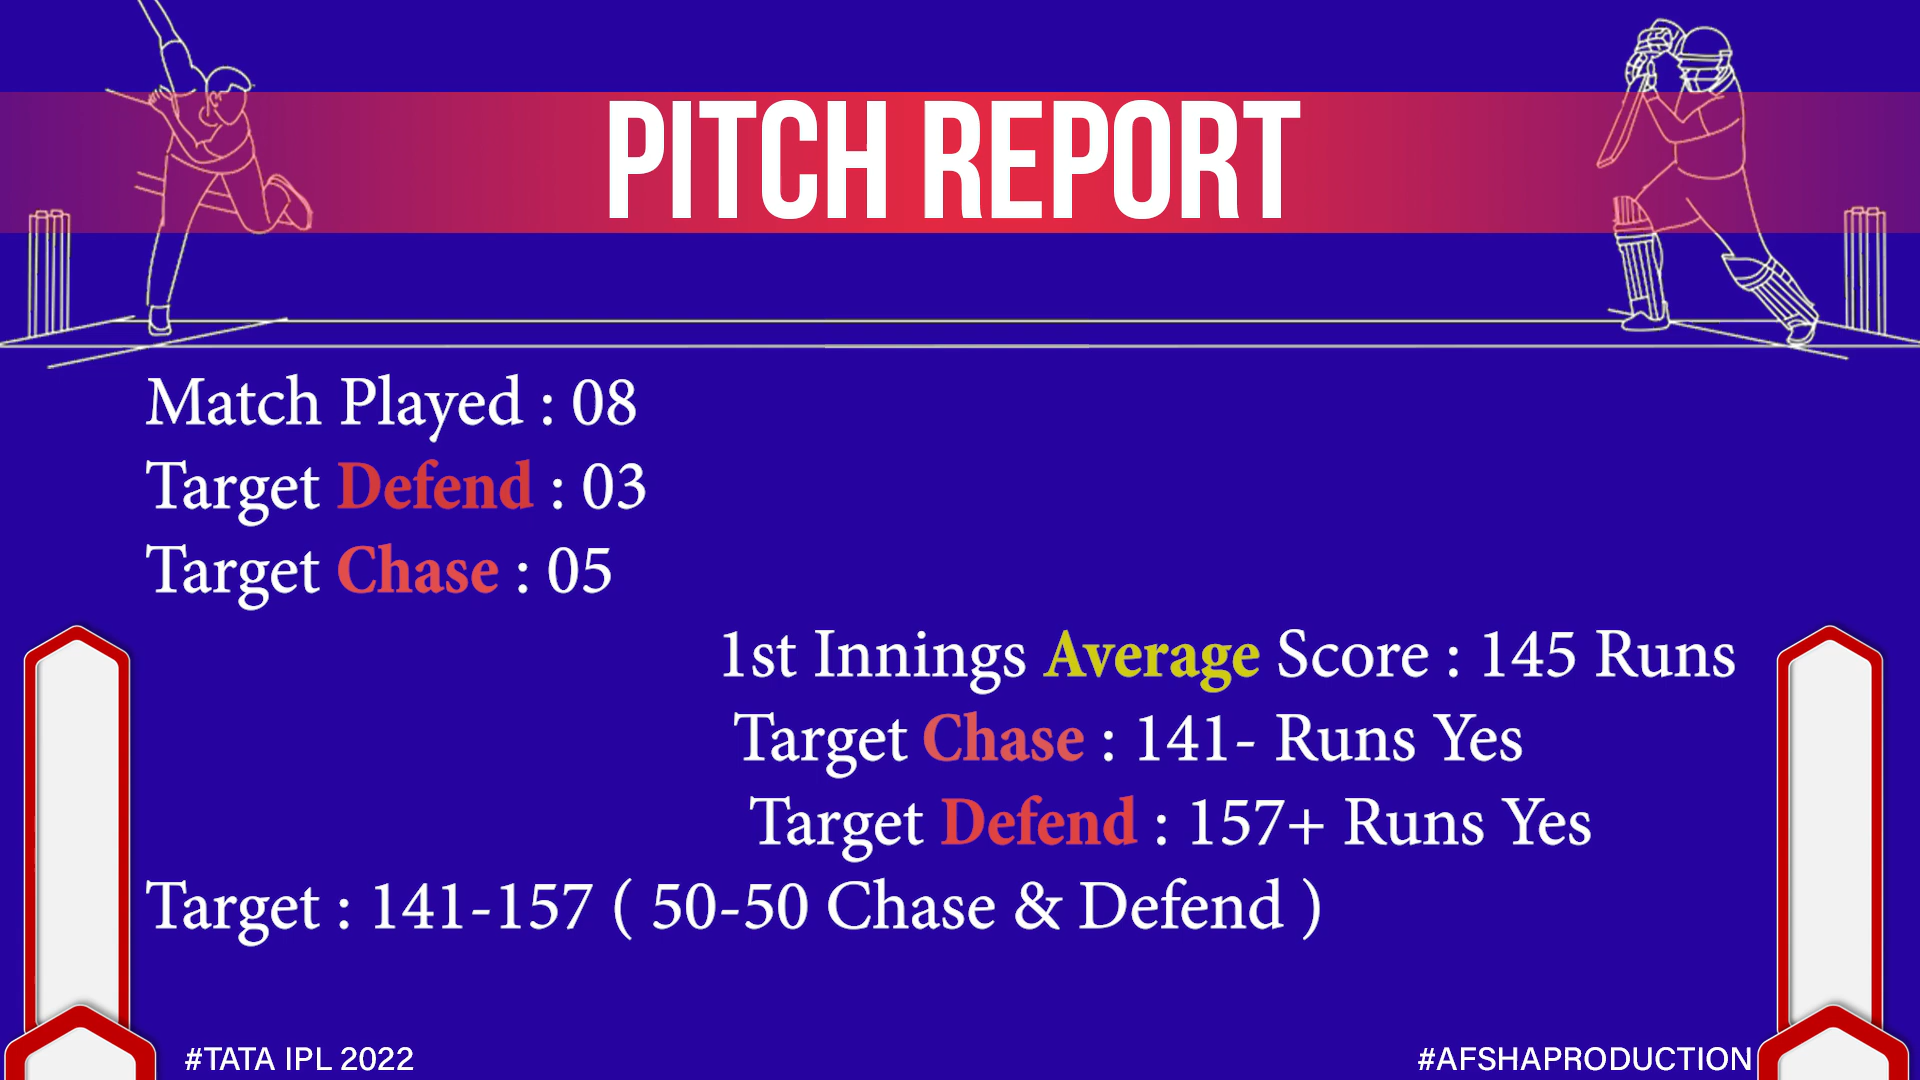 PITCH REPORT
Match Played : 08
Target Defend : 03
Target Chase : 05
1st Innings Average Score : 145 Runs
Target Chase : 141- Runs Yes
Target Defend : 157+ Runs Yes
Target : 141-157 ( 50-50 Chase & Defend )
#TATA IPL 2022
#AFSHAPRODUCTION